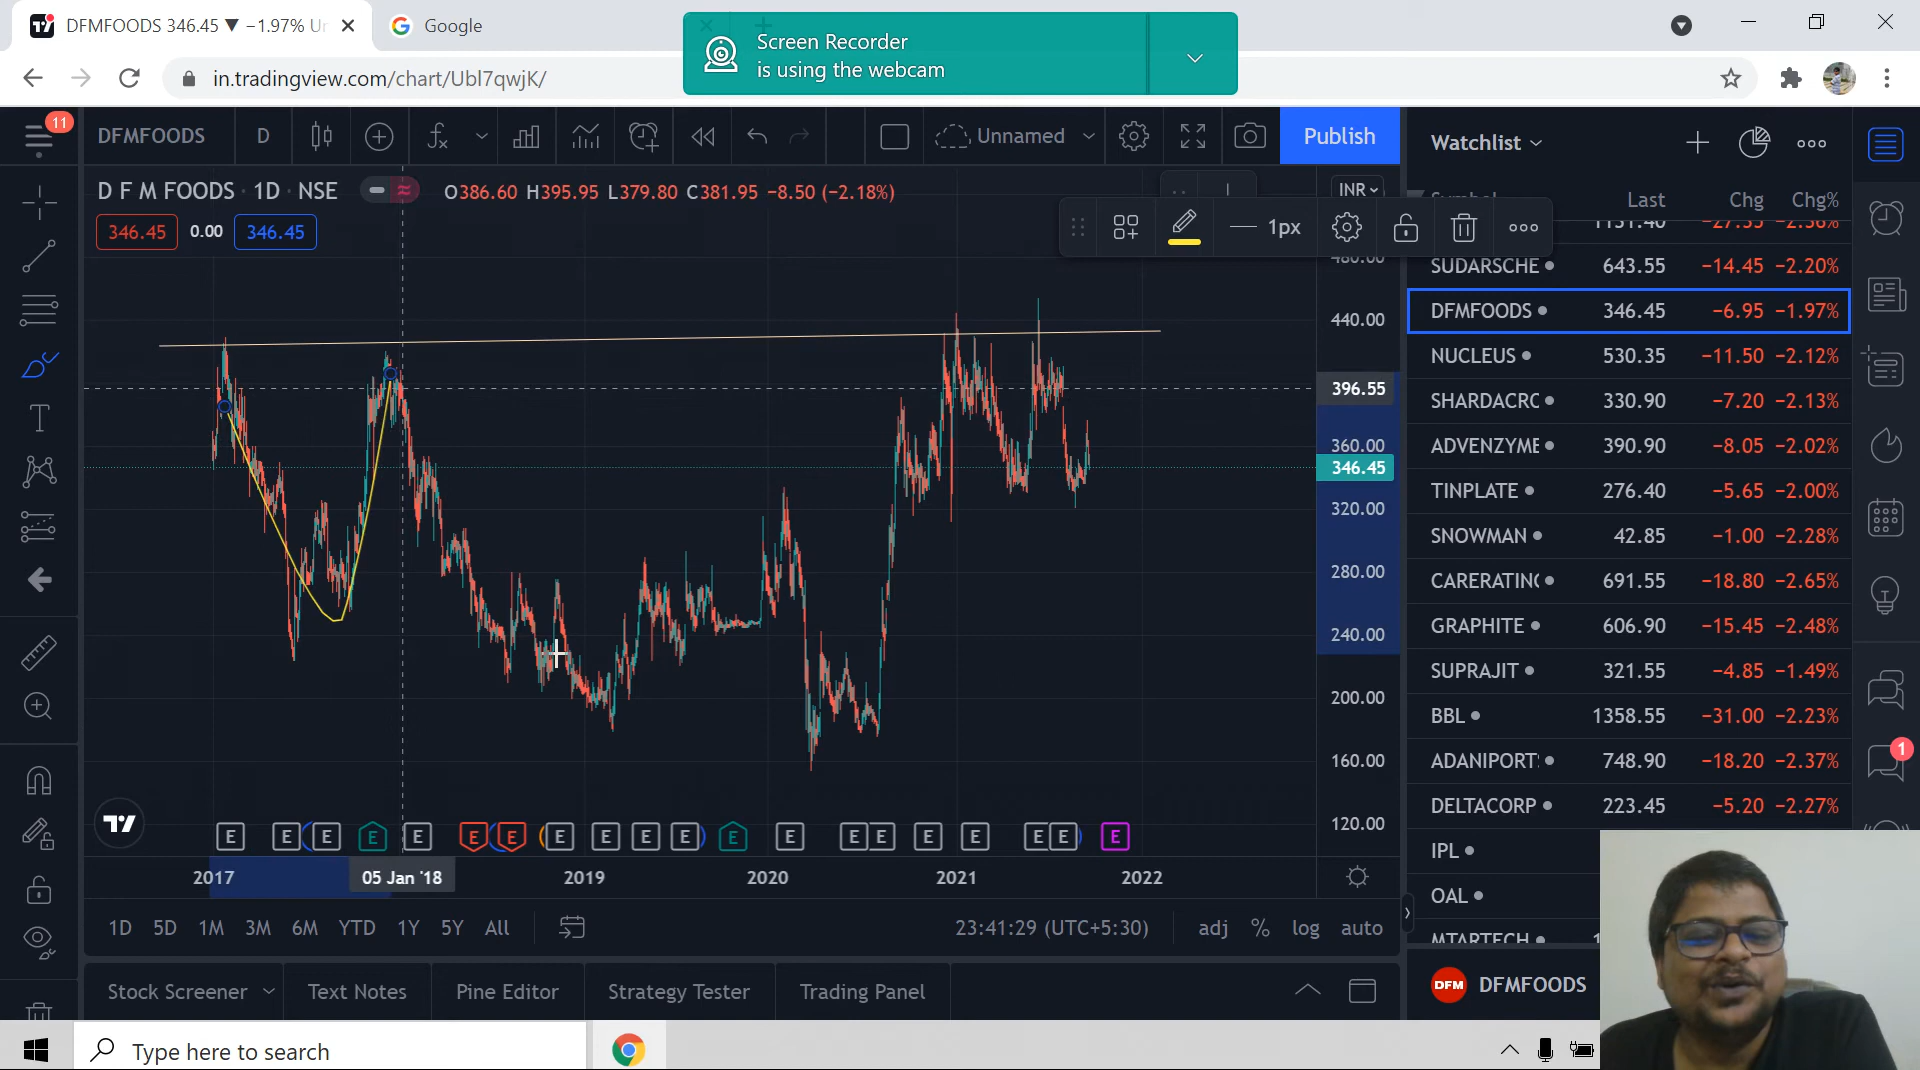 DFMFOODS 346.45 ▼ −1.97% Ur
Google
Screen Recorder
is using the webcam
in.tradingview.com/chart/Ubl7qwjK/
11
DFMFOODS
D
Unnamed
Publish
Watchlist
D F M FOODS · 1D · NSE
O386.60 H395.95 L379.80 C381.95 −8.50 (−2.18%)
INR
346.45 0.00 346.45
1px
Last Chg Chg%
SUDARSCHE 643.55 −14.45 −2.20%
DFMFOODS 346.45 −6.95 −1.97%
NUCLEUS 530.35 −11.50 −2.12%
SHARDACRC 330.90 −7.20 −2.13%
ADVENZYME 390.90 −8.05 −2.02%
TINPLATE 276.40 −5.65 −2.00%
SNOWMAN 42.85 −1.00 −2.28%
CARERATING 691.55 −18.80 −2.65%
GRAPHITE 606.90 −15.45 −2.48%
SUPRAJIT 321.55 −4.85 −1.49%
BBL 1358.55 −31.00 −2.23%
ADANIPORT 748.90 −18.20 −2.37%
DELTACORP 223.45 −5.20 −2.27%
IPL
OAL
MTARTECH
DFM DFMFOODS
1
480.00
440.00
396.55
360.00
346.45
320.00
280.00
240.00
200.00
160.00
120.00
E E E E E E E E E E E E E E E E E E E E
2017 05 Jan '18 2019 2020 2021 2022
1D 5D 1M 3M 6M YTD 1Y 5Y All
23:41:29 (UTC+5:30) adj % log auto
Stock Screener Text Notes Pine Editor Strategy Tester Trading Panel
Type here to search